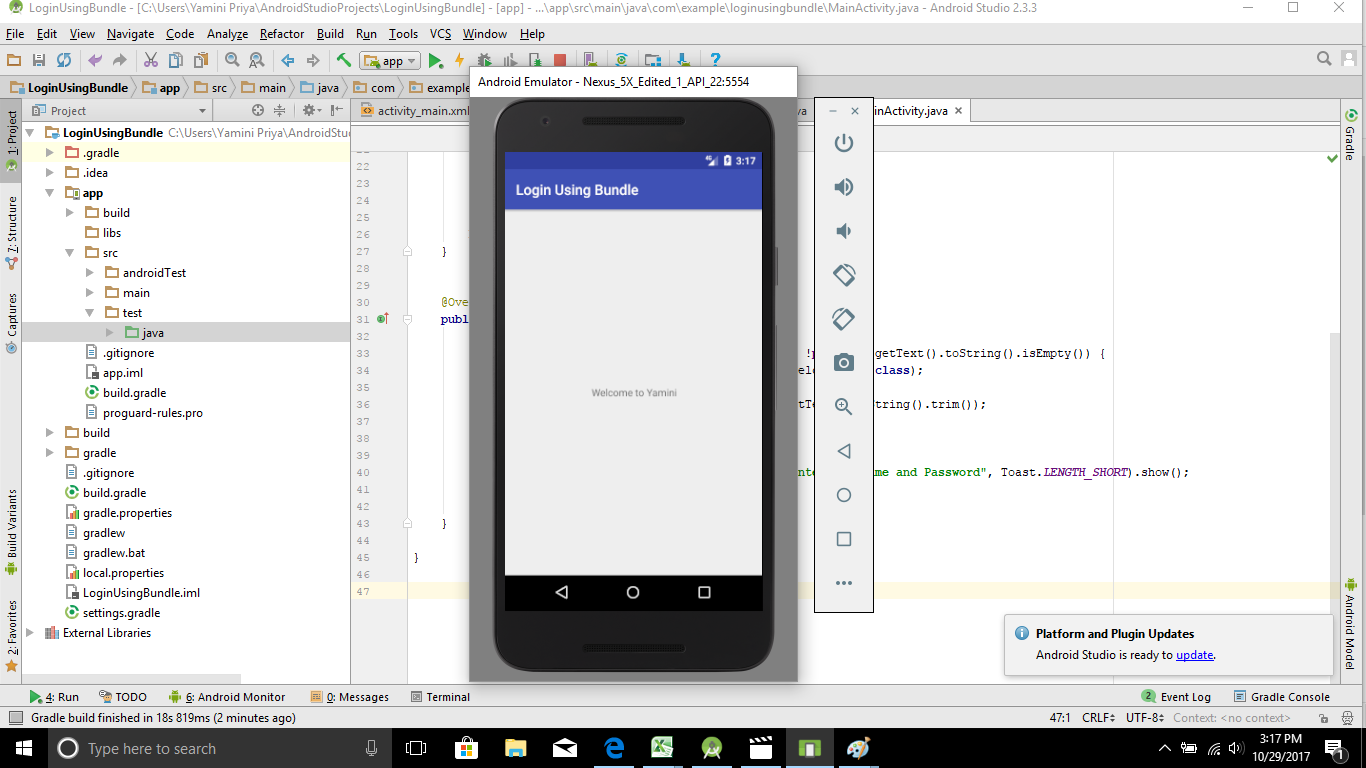 LoginUsingBundle - [C:\Users\Yamini Priya\AndroidStudioProjects\LoginUsingBundle] - [app] - ...\app\src\main\java\com\example\loginusingbundle\MainActivity.java - Android Studio 2.3.3
File Edit View Navigate Code Analyze Refactor Build Run Tools VCS Window Help
app
LoginUsingBundle app src main java com example
Android Emulator - Nexus_5X_Edited_1_API_22:5554
Project
activity_main.xml
inActivity.java
1: Project
7: Structure
Captures
Build Variants
2: Favorites
LoginUsingBundle C:\Users\Yamini Priya\AndroidStu
.gradle
.idea
app
build
libs
src
androidTest
main
test
java
.gitignore
app.iml
build.gradle
proguard-rules.pro
build
gradle
.gitignore
build.gradle
gradle.properties
gradlew
gradlew.bat
local.properties
LoginUsingBundle.iml
settings.gradle
External Libraries
22
23
24
25
26
27 }
28
29
30 @Ove
31 publ
32
33 getText().toString().isEmpty()) {
34 class);
35
36 tring().trim());
37
38
39
40 me and Password", Toast.LENGTH_SHORT).show();
41
42
43 }
44
45 }
46
47
3:17
Login Using Bundle
Welcome to Yamini
Gradle
Android Model
Platform and Plugin Updates
Android Studio is ready to update.
4: Run TODO 6: Android Monitor 0: Messages Terminal
2 Event Log Gradle Console
Gradle build finished in 18s 819ms (2 minutes ago)
47:1 CRLF UTF-8 Context: <no context>
Type here to search
3:17 PM
10/29/2017
1